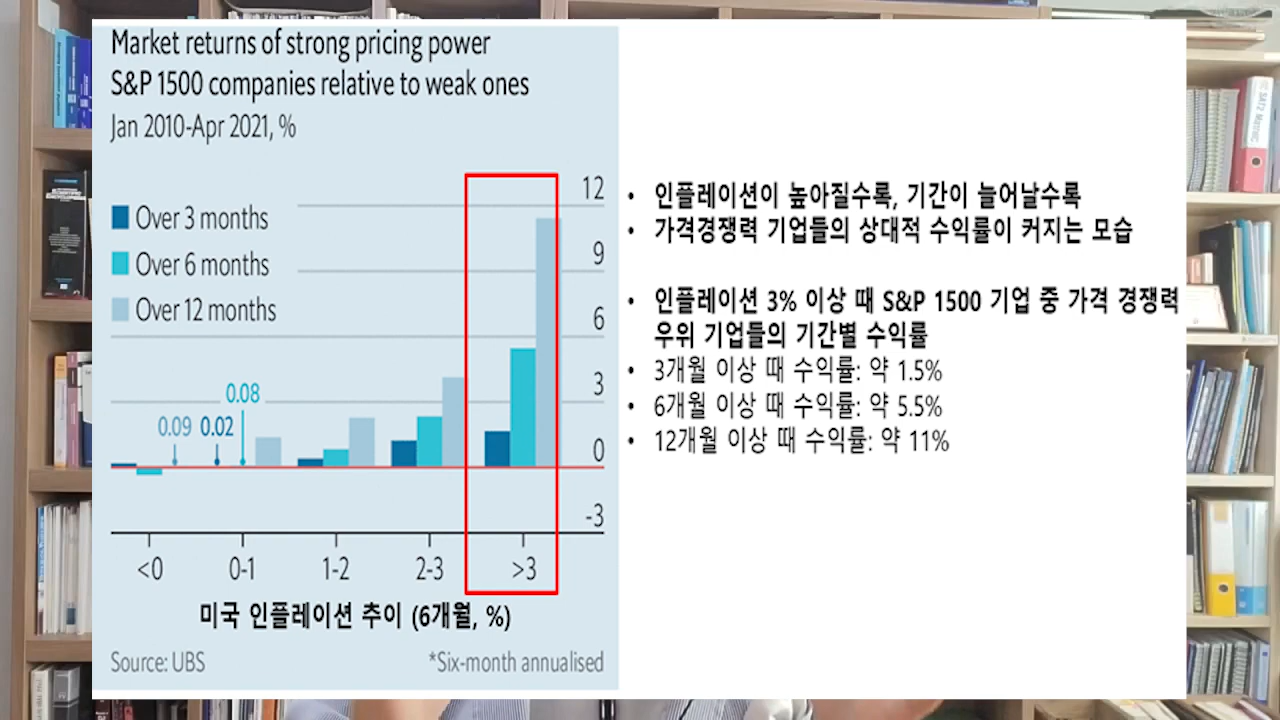 Market returns of strong pricing power
S&P 1500 companies relative to weak ones
Jan 2010-Apr 2021, %
12
Over 3 months
9
Over 6 months
Over 12 months
6
3
0.08
0.09 0.02
0
-3
<0 0-1 1-2 2-3 >3
미국 인플레이션 추이 (6개월, %)
Source: UBS *Six-month annualised
• 인플레이션이 높아질수록, 기간이 늘어날수록
• 가격경쟁력 기업들의 상대적 수익률이 커지는 모습
• 인플레이션 3% 이상 때 S&P 1500 기업 중 가격 경쟁력
우위 기업들의 기간별 수익률
• 3개월 이상 때 수익률: 약 1.5%
• 6개월 이상 때 수익률: 약 5.5%
• 12개월 이상 때 수익률: 약 11%